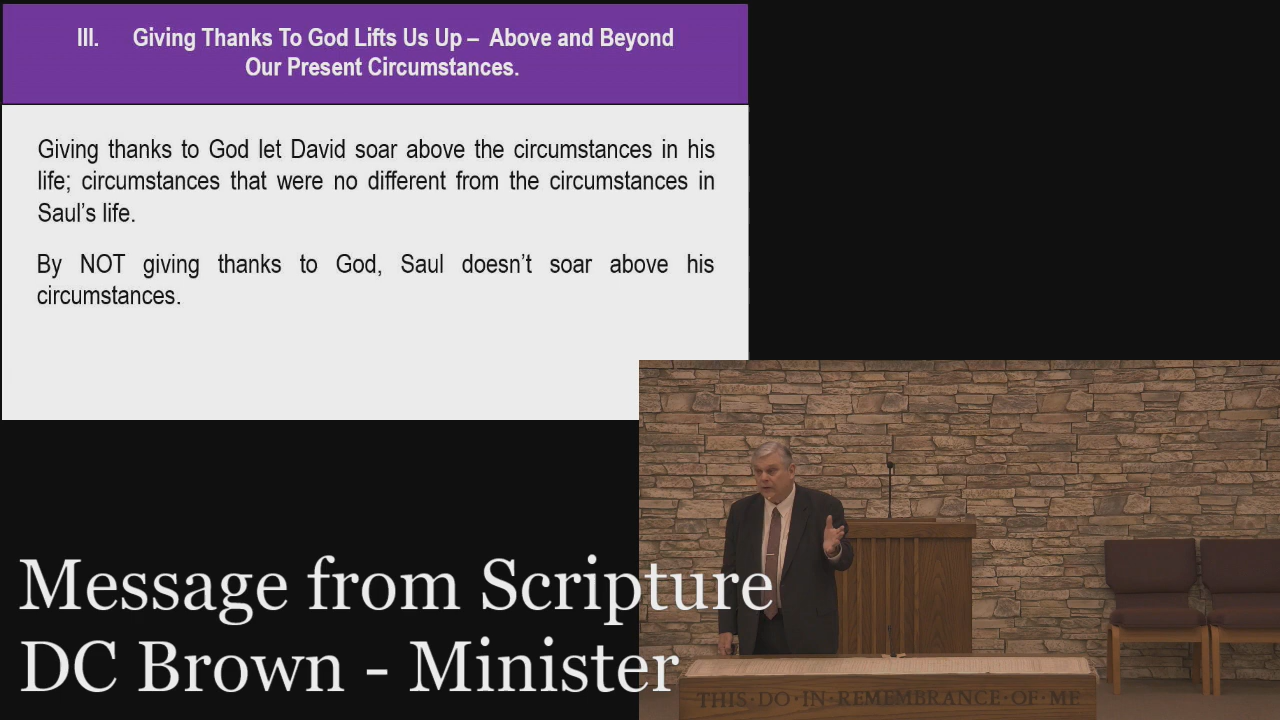 III. Giving Thanks To God Lifts Us Up – Above and Beyond
Our Present Circumstances.
Giving thanks to God let David soar above the circumstances in his
life; circumstances that were no different from the circumstances in
Saul’s life.
By NOT giving thanks to God, Saul doesn’t soar above his
circumstances.
Message from Scripture
DC Brown - Minister
THIS·DO·IN·REMEMBRANCE·OF·ME